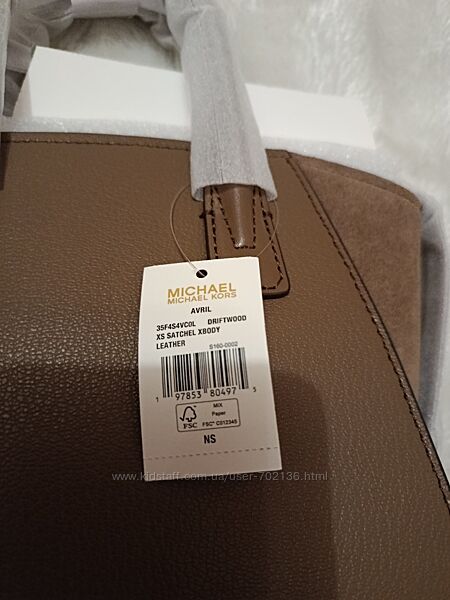 MICHAEL
MICHAEL KORS
AVRIL
35F4S4VC0L DRIFTWOOD
XS SATCHEL XBODY
LEATHER S160-0002
1 97853 80497 5
FSC
MIX
Paper
FSC® C012345
NS
www.kidstaff.com.ua/user-702136.html